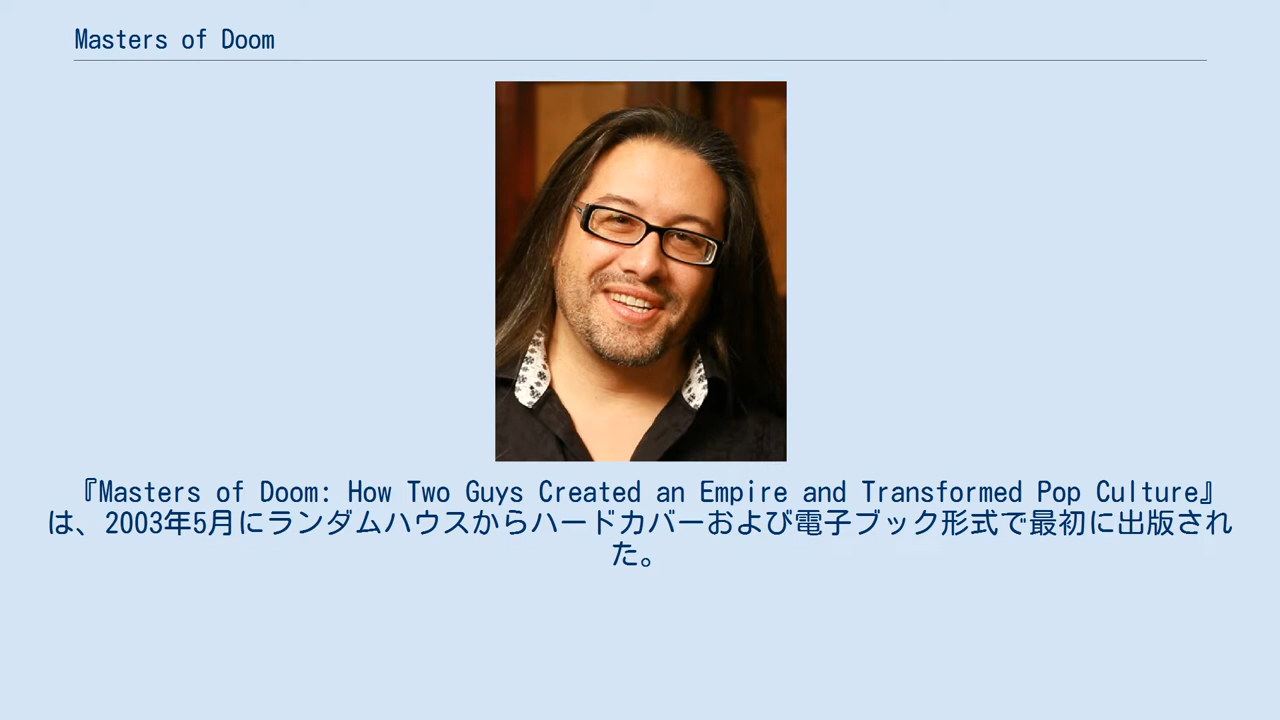 Masters of Doom
『Masters of Doom: How Two Guys Created an Empire and Transformed Pop Culture』
は、2003年5月にランダムハウスからハードカバーおよび電子ブック形式で最初に出版され
た。